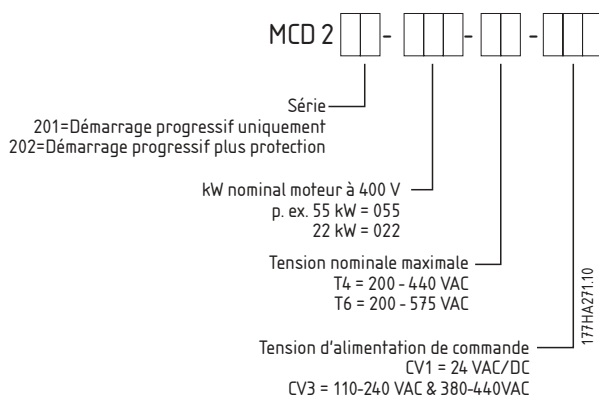 MCD 2 - - -
Série
201=Démarrage progressif uniquement
202=Démarrage progressif plus protection
kW nominal moteur à 400 V
p. ex. 55 kW = 055
22 kW = 022
Tension nominale maximale
T4 = 200 - 440 VAC
T6 = 200 - 575 VAC
177HA271.10
Tension d'alimentation de commande
CV1 = 24 VAC/DC
CV3 = 110-240 VAC & 380-440VAC